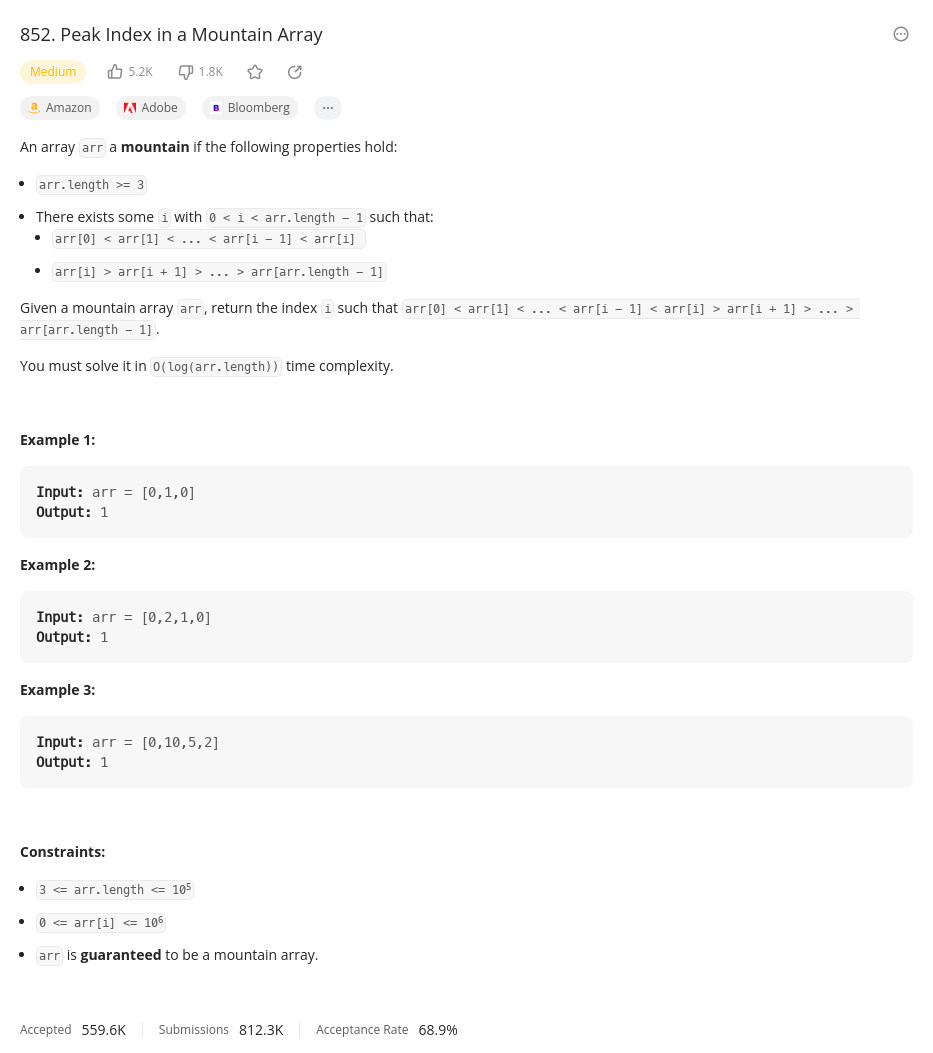 852. Peak Index in a Mountain Array
Medium 5.2K 1.8K
Amazon Adobe Bloomberg ...
An array arr a mountain if the following properties hold:
arr.length >= 3
There exists some i with 0 < i < arr.length - 1 such that:
arr[0] < arr[1] < ... < arr[i - 1] < arr[i]
arr[i] > arr[i + 1] > ... > arr[arr.length - 1]
Given a mountain array arr, return the index i such that arr[0] < arr[1] < ... < arr[i - 1] < arr[i] > arr[i + 1] > ... >
arr[arr.length - 1].
You must solve it in O(log(arr.length)) time complexity.
Example 1:
Input: arr = [0,1,0]
Output: 1
Example 2:
Input: arr = [0,2,1,0]
Output: 1
Example 3:
Input: arr = [0,10,5,2]
Output: 1
Constraints:
3 <= arr.length <= 10⁵
0 <= arr[i] <= 10⁶
arr is guaranteed to be a mountain array.
Accepted 559.6K Submissions 812.3K Acceptance Rate 68.9%